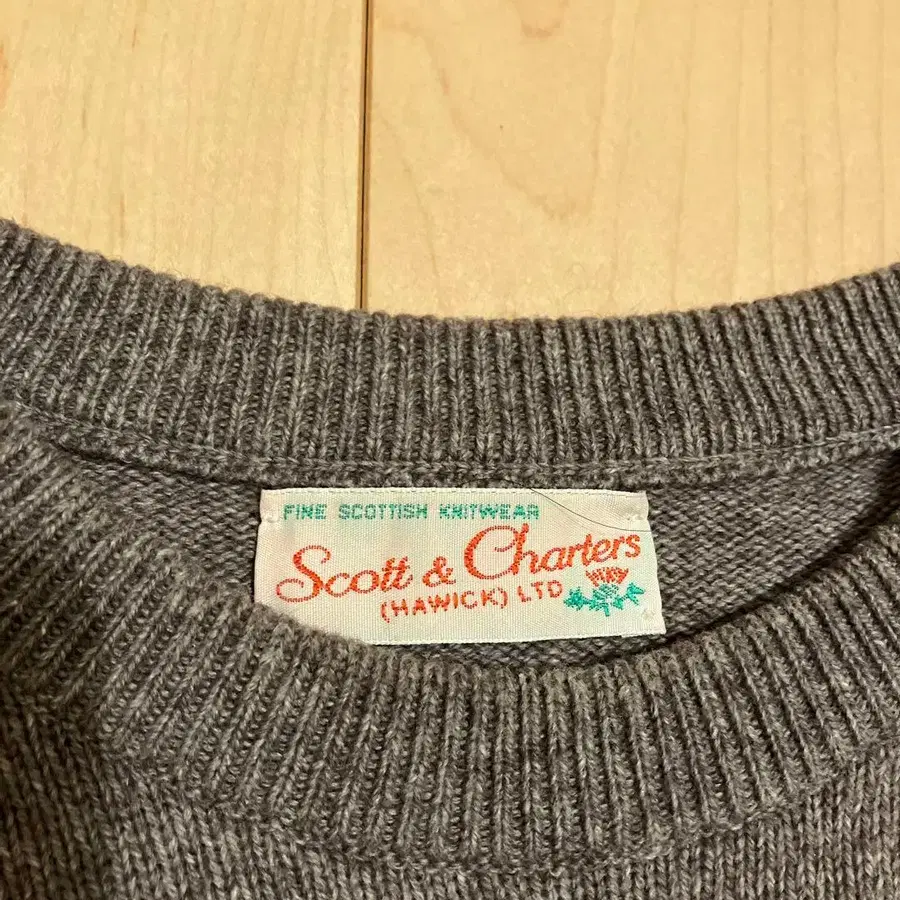 FINE SCOTTISH KNITWEAR
Scott & Charters
(HAWICK) LTD